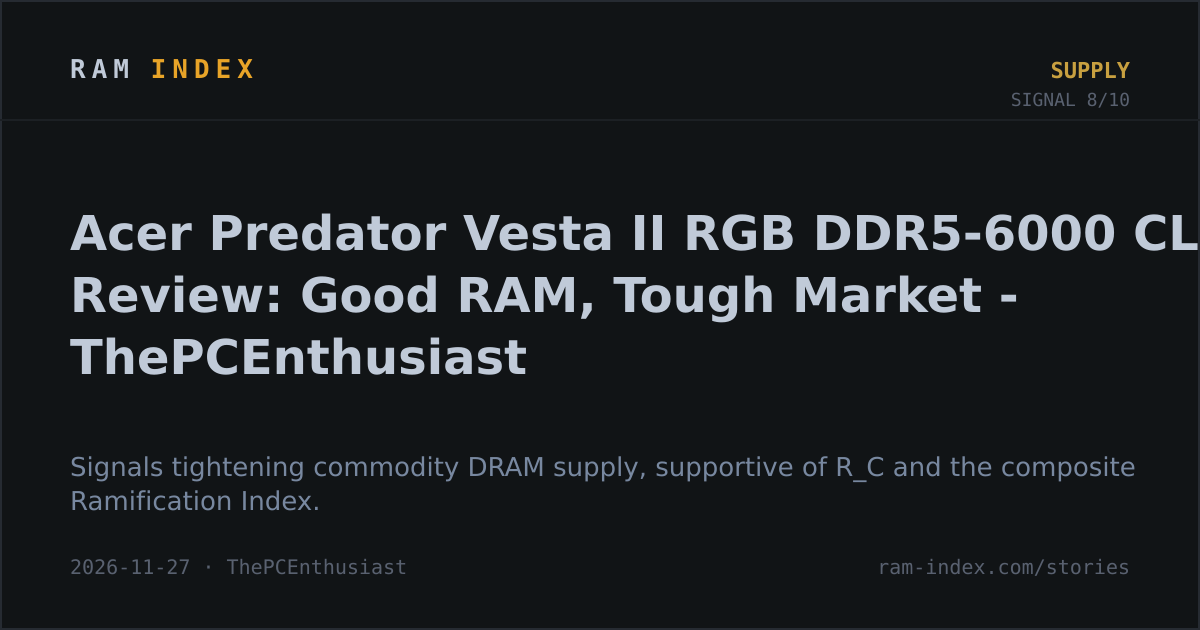 RAM INDEX
SUPPLY
SIGNAL 8/10
Acer Predator Vesta II RGB DDR5-6000 CL
Review: Good RAM, Tough Market -
ThePCEnthusiast
Signals tightening commodity DRAM supply, supportive of R_C and the composite
Ramification Index.
2026-11-27 · ThePCEnthusiast
ram-index.com/stories